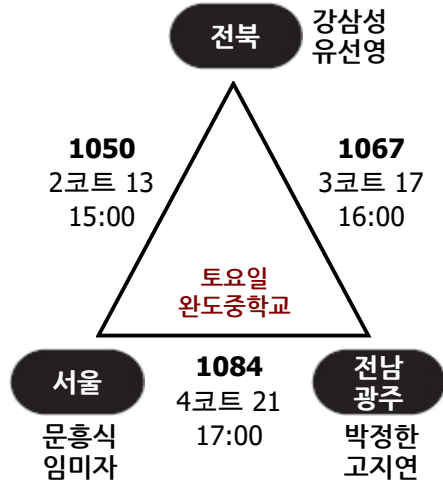 전북
강삼성
유선영
1050
2코트 13
15:00
1067
3코트 17
16:00
토요일
완도중학교
서울
문흥식
임미자
1084
4코트 21
17:00
전남
광주
박정한
고지연